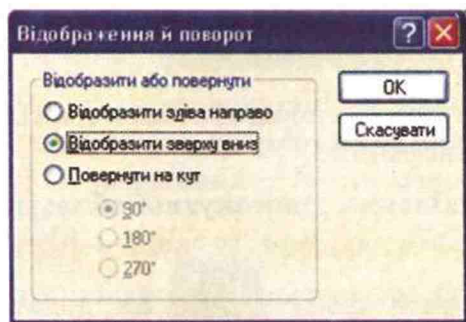 Відображення й поворот
Відобразити або повернути
Відобразити зліва направо
Відобразити зверху вниз
Повернути на кут
90°
180°
270°
OK
Скасувати